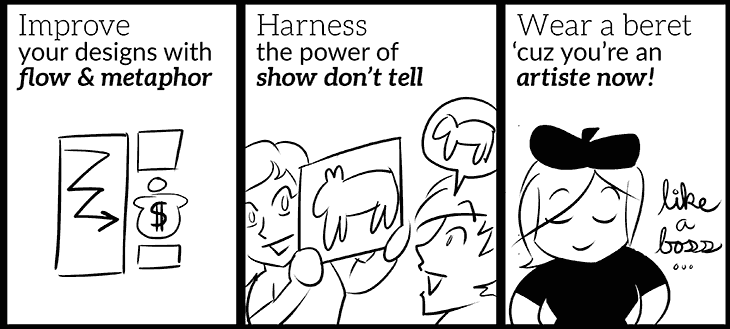 Improve
your designs with
flow & metaphor
$
Harness
the power of
show don't tell
Wear a beret
‘cuz you're an
artiste now!
like
a
boss
...